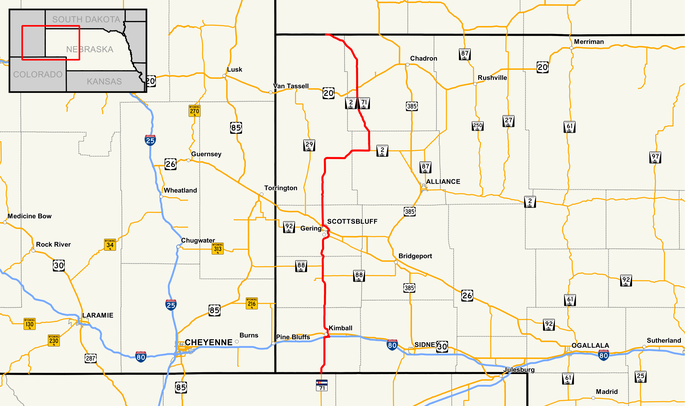 SOUTH DAKOTA
NEBRASKA
COLORADO
KANSAS
20
Lusk
Van Tassell
20
Chadron
87
Rushville
Merriman
20
270
85
2
71
385
250
27
61
25
26
Guernsey
29
2
87
97
Wheatland
Torrington
ALLIANCE
2
Medicine Bow
92
SCOTTSBLUFF
Gering
385
Rock River
34
Chugwater
313
30
88
88
Bridgeport
385
26
92
61
92
25
85
216
LARAMIE
130
230
287
80
CHEYENNE
Burns
Pine Bluffs
Kimball
80
SIDNEY
30
OGALLALA
80
Sutherland
85
71
Julesburg
61
25
Madrid